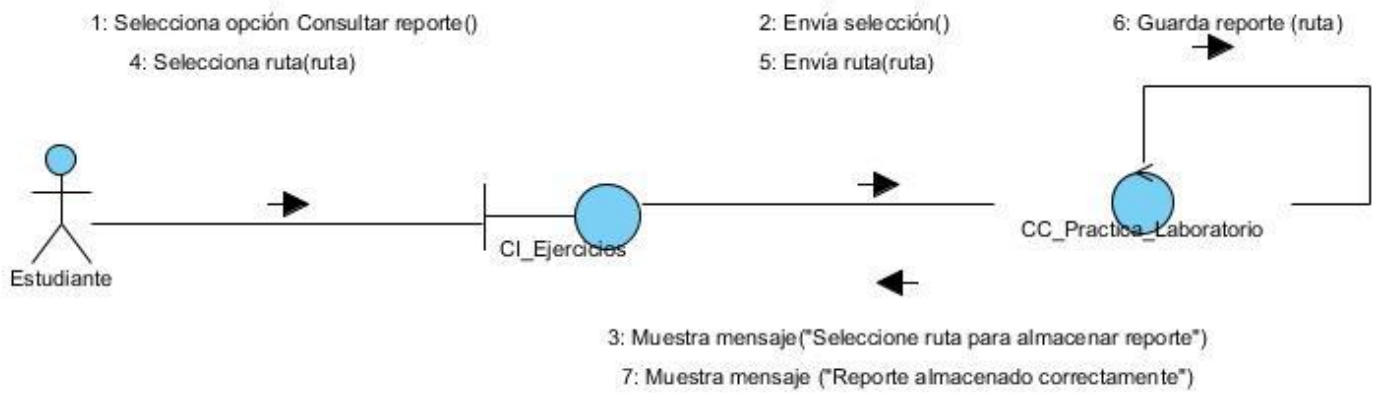 1: Selecciona opción Consultar reporte()
2: Envía selección()
6: Guarda reporte (ruta)
4: Selecciona ruta(ruta)
5: Envía ruta(ruta)
CI_Ejercicios
CC_Practica_Laboratorio
Estudiante
3: Muestra mensaje("Seleccione ruta para almacenar reporte")
7: Muestra mensaje ("Reporte almacenado correctamente")